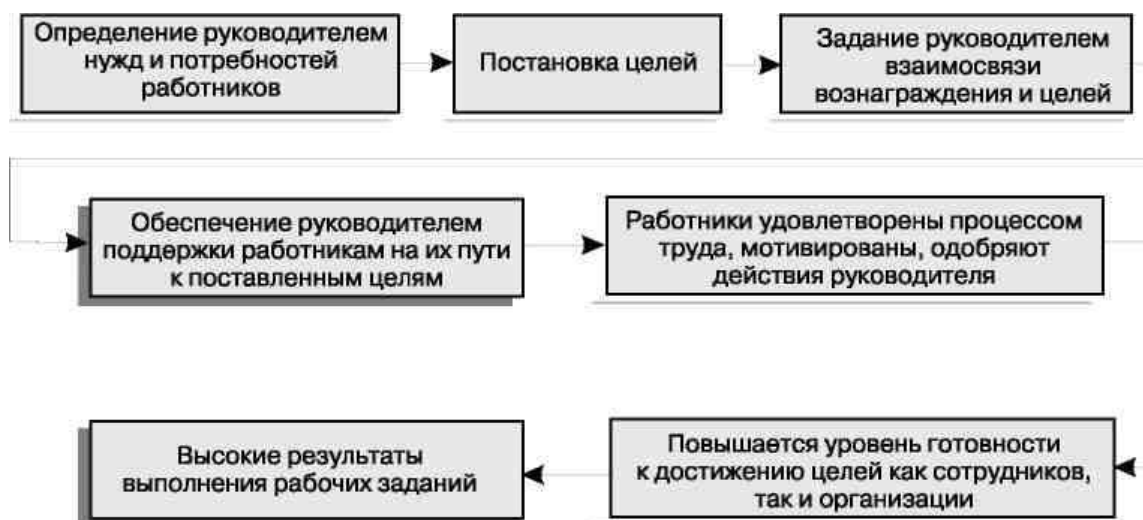 Определение руководителем
нужд и потребностей
работников
Постановка целей
Задание руководителем
взаимосвязи
вознаграждения и целей
Обеспечение руководителем
поддержки работникам на их пути
к поставленным целям
Работники удовлетворены процессом
труда, мотивированы, одобряют
действия руководителя
Высокие результаты
выполнения рабочих заданий
Повышается уровень готовности
к достижению целей как сотрудников,
так и организации